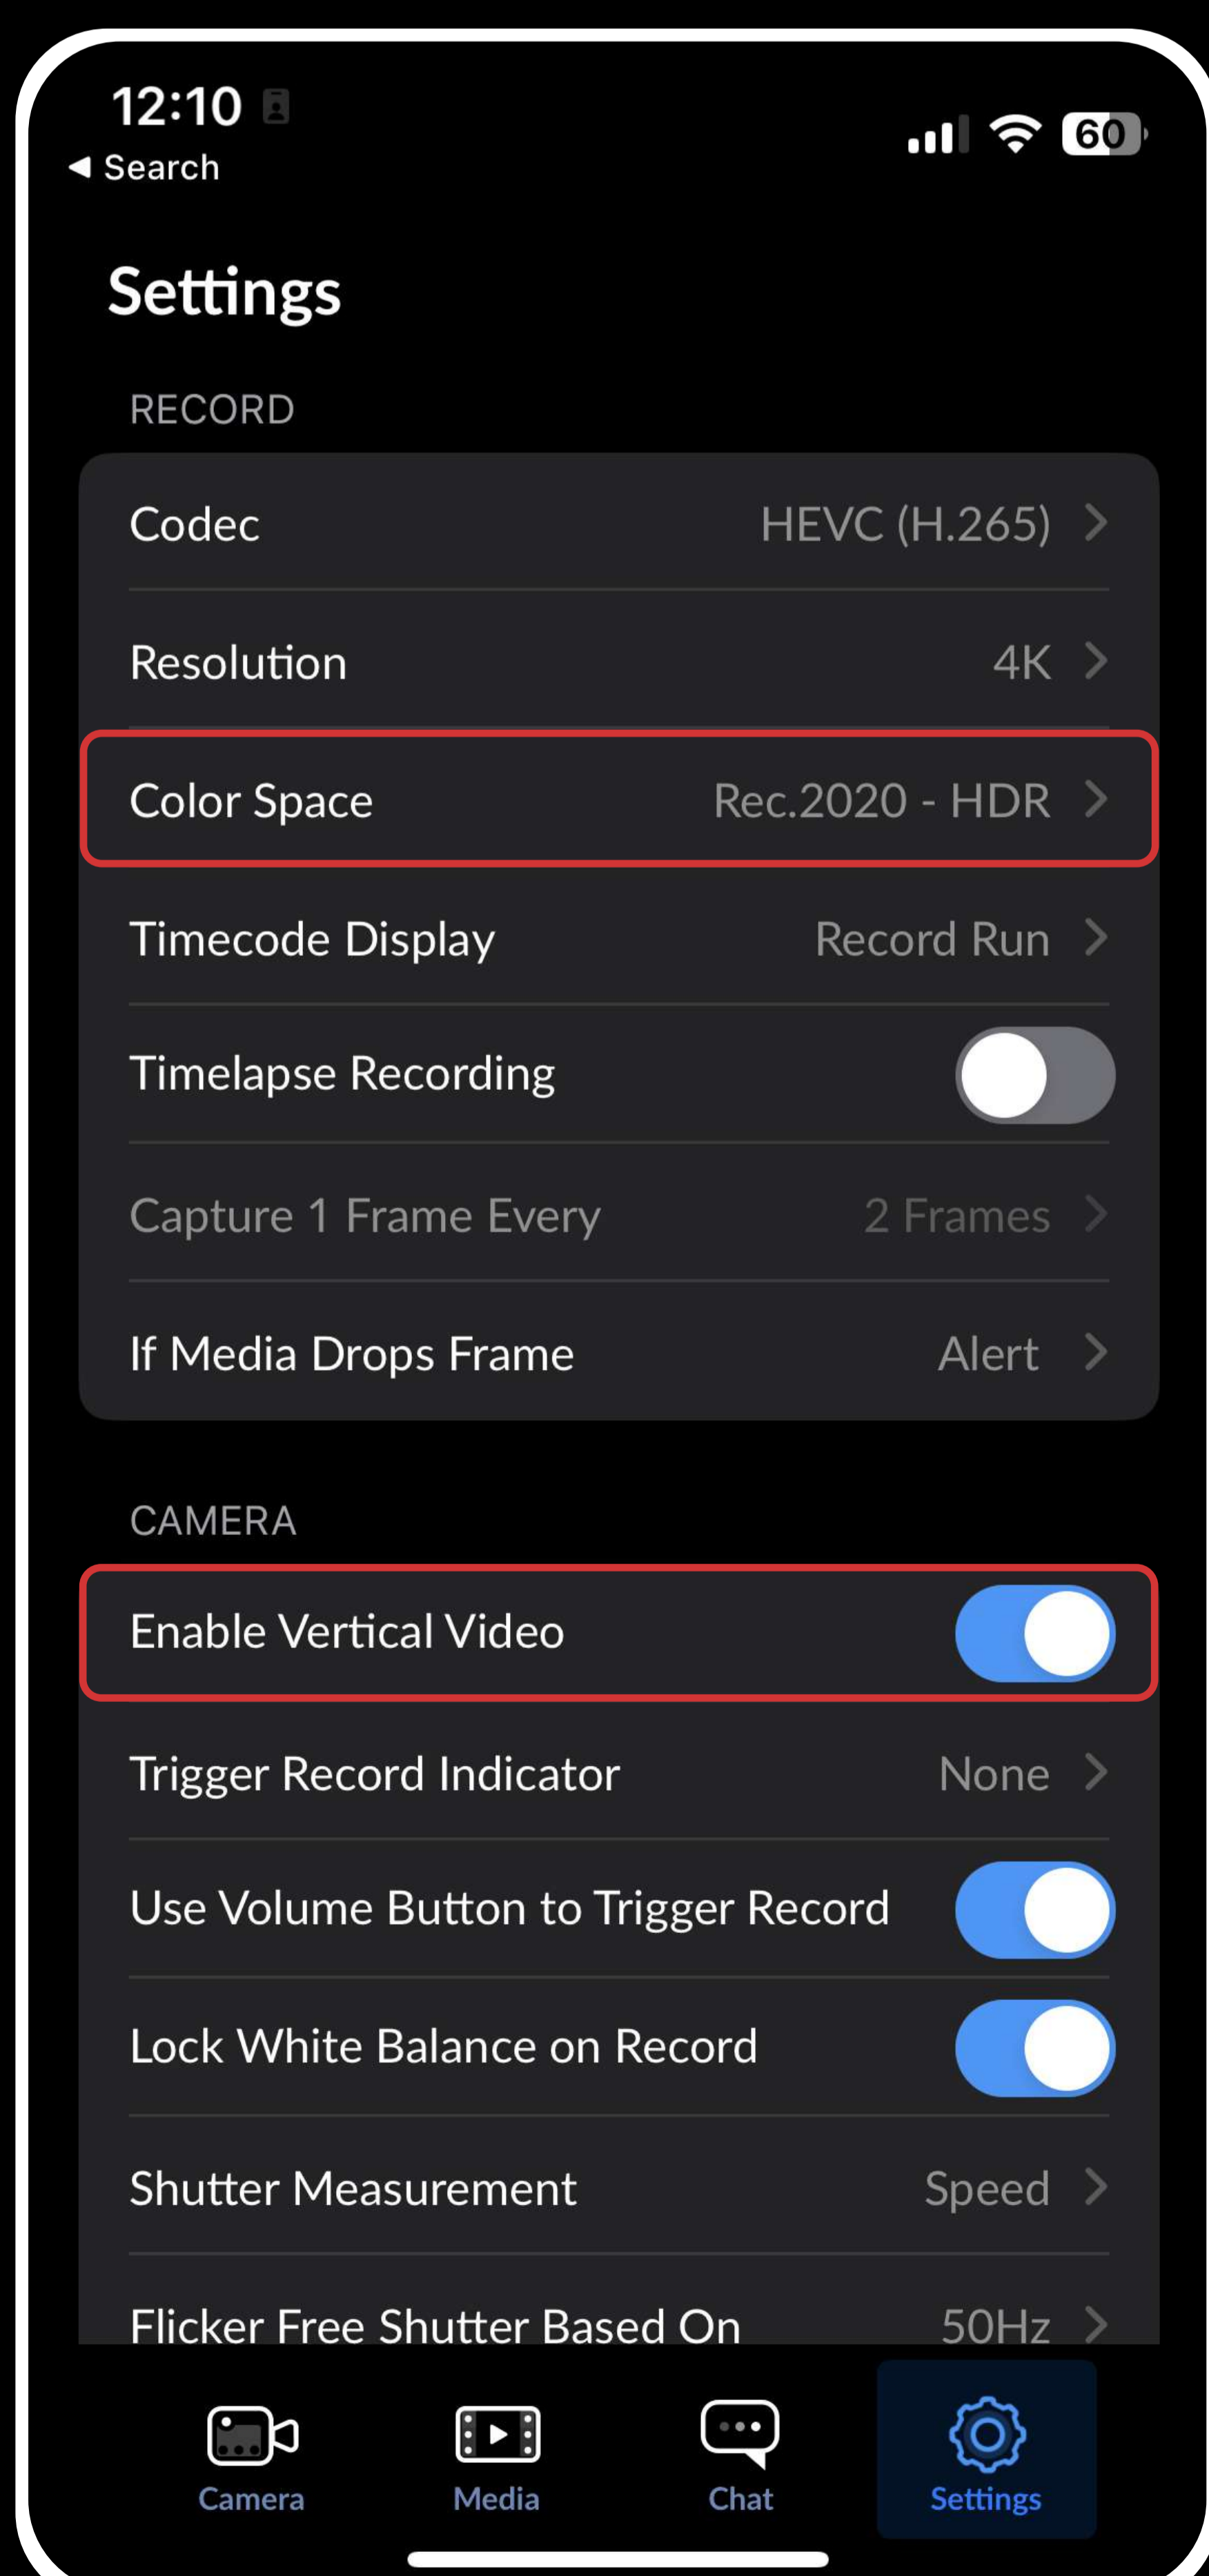 12:10
60
◀ Search
Settings
RECORD
Codec HEVC (H.265)
Resolution 4K
Color Space Rec.2020 - HDR
Timecode Display Record Run
Timelapse Recording
Capture 1 Frame Every 2 Frames
If Media Drops Frame Alert
CAMERA
Enable Vertical Video
Trigger Record Indicator None
Use Volume Button to Trigger Record
Lock White Balance on Record
Shutter Measurement Speed
Flicker Free Shutter Based On 50Hz
Camera Media Chat Settings